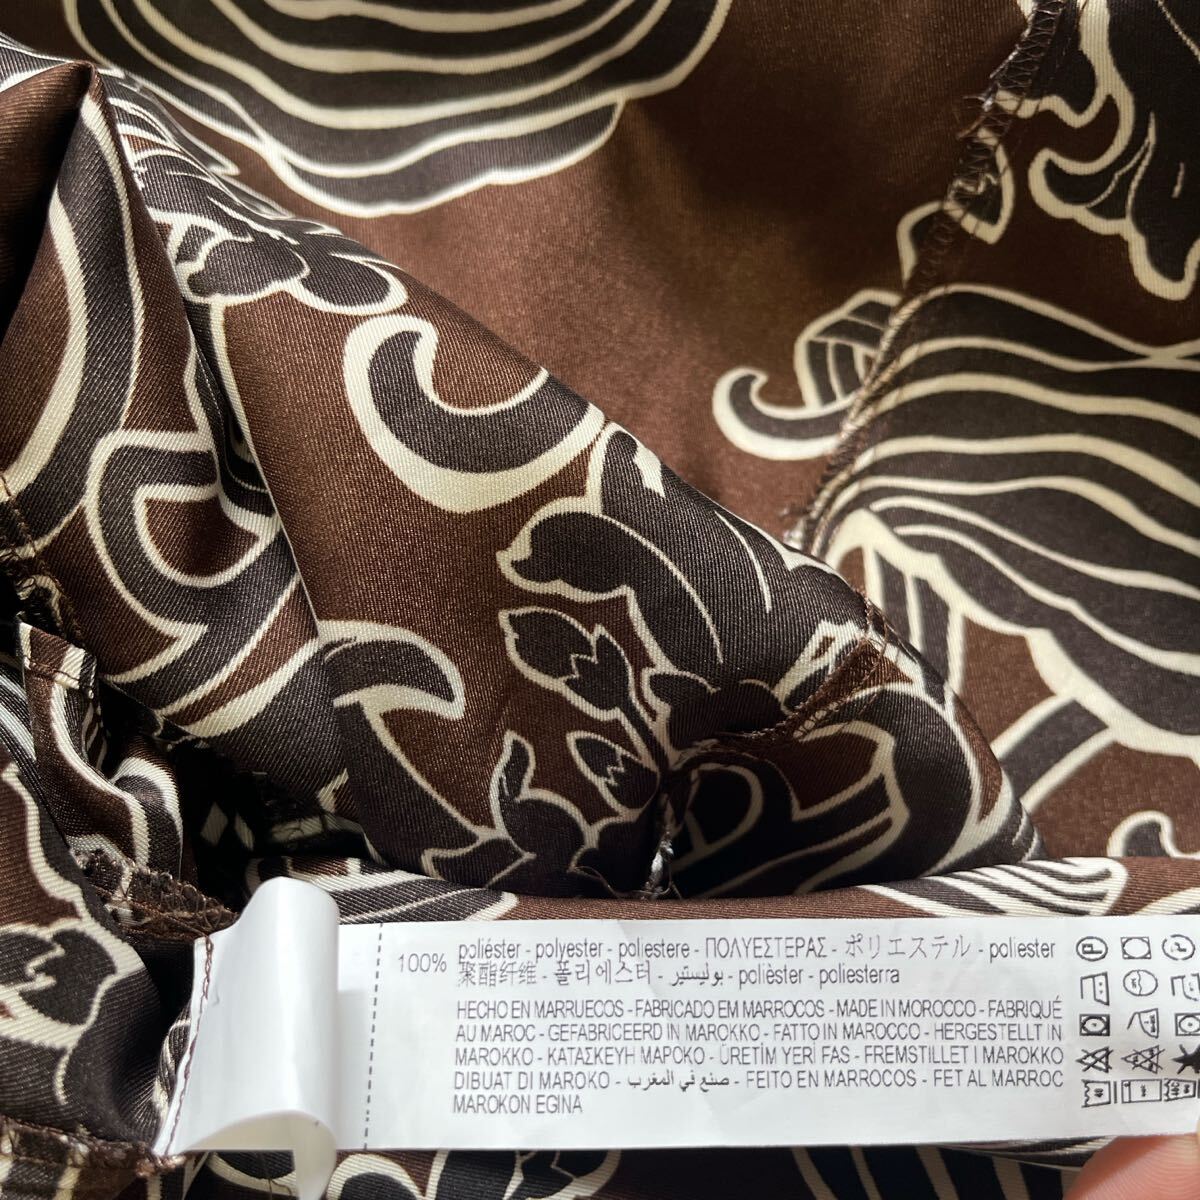 100% poliéster - polyester - poliestere - ΠΟΛΥΕΣΤΕΡΑΣ - ポリエステル - poliester
聚酯纤维 - 폴리에스터 - بوليستير - polièster - poliesterra
HECHO EN MARRUECOS - FABRICADO EM MARROCOS - MADE IN MOROCCO - FABRIQUÉ
AU MAROC - GEFABRICEERD IN MAROKKO - FATTO IN MAROCCO - HERGESTELLT IN
MAROKKO - ΚΑΤΑΣΚΕΥΗ ΜΑΡΟΚΟ - ÜRETİM YERİ FAS - FREMSTILLET I MAROKKO
DIBUAT DI MAROKO - صنع في المغرب - FEITO EN MARROCOS - FET AL MARROC
MAROKON EGINA